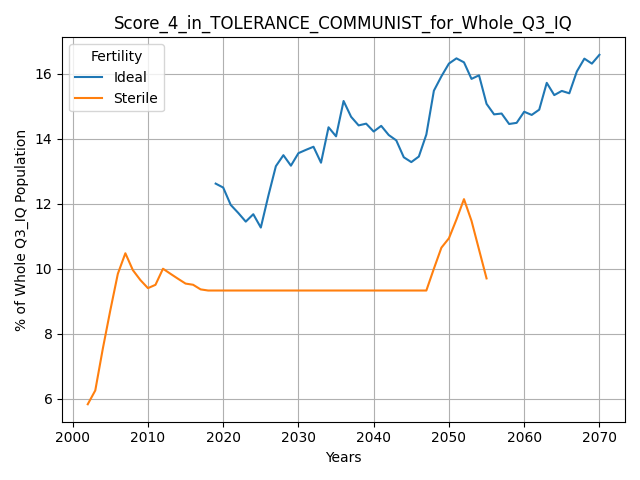 Score_4_in_TOLERANCE_COMMUNIST_for_Whole_Q3_IQ
Fertility
Ideal
Sterile
% of Whole Q3_IQ Population
16
14
12
10
8
6
2000 2010 2020 2030 2040 2050 2060 2070
Years